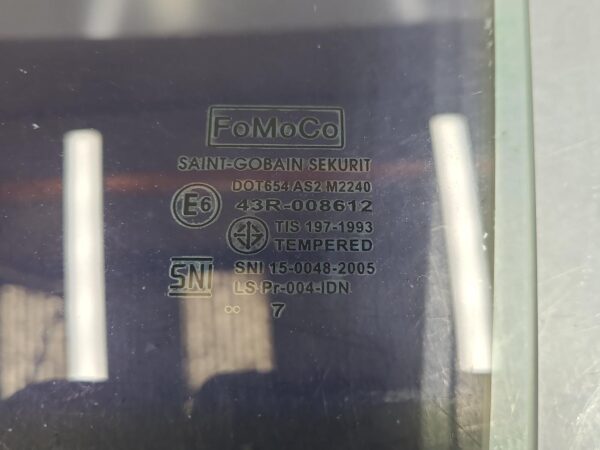 FoMoCo
SAINT-GOBAIN SEKURIT
DOT654 AS2 M2240
E6 43R-008612
TIS 197-1993
TEMPERED
SNI SNI 15-0048-2005
LS-Pr-004-IDN
∞ 7